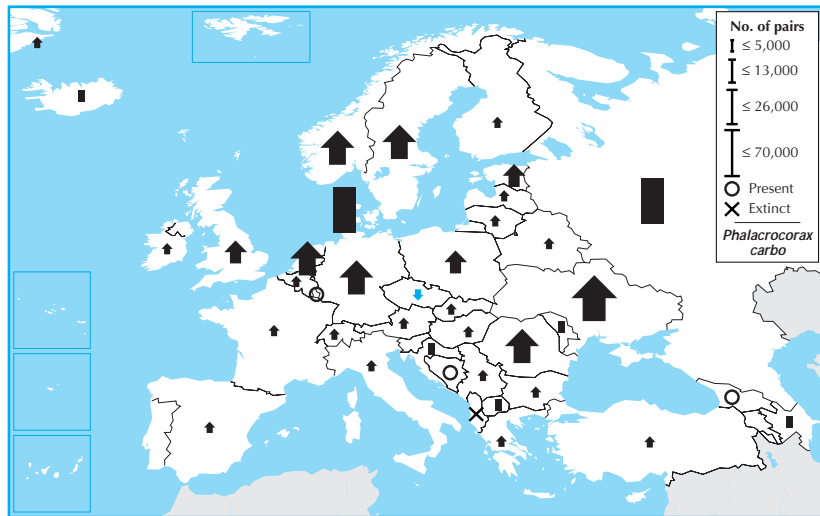 No. of pairs
≤ 5,000
≤ 13,000
≤ 26,000
≤ 70,000
Present
Extinct
Phalacrocorax
carbo